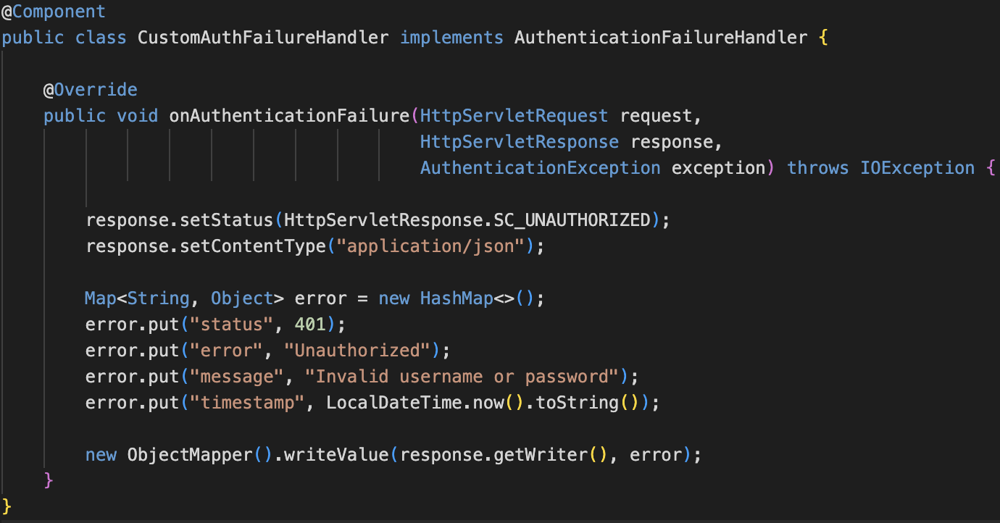 @Component
public class CustomAuthFailureHandler implements AuthenticationFailureHandler {
@Override
public void onAuthenticationFailure(HttpServletRequest request,
HttpServletResponse response,
AuthenticationException exception) throws IOException {
response.setStatus(HttpServletResponse.SC_UNAUTHORIZED);
response.setContentType("application/json");
Map<String, Object> error = new HashMap<>();
error.put("status", 401);
error.put("error", "Unauthorized");
error.put("message", "Invalid username or password");
error.put("timestamp", LocalDateTime.now().toString());
new ObjectMapper().writeValue(response.getWriter(), error);
}
}